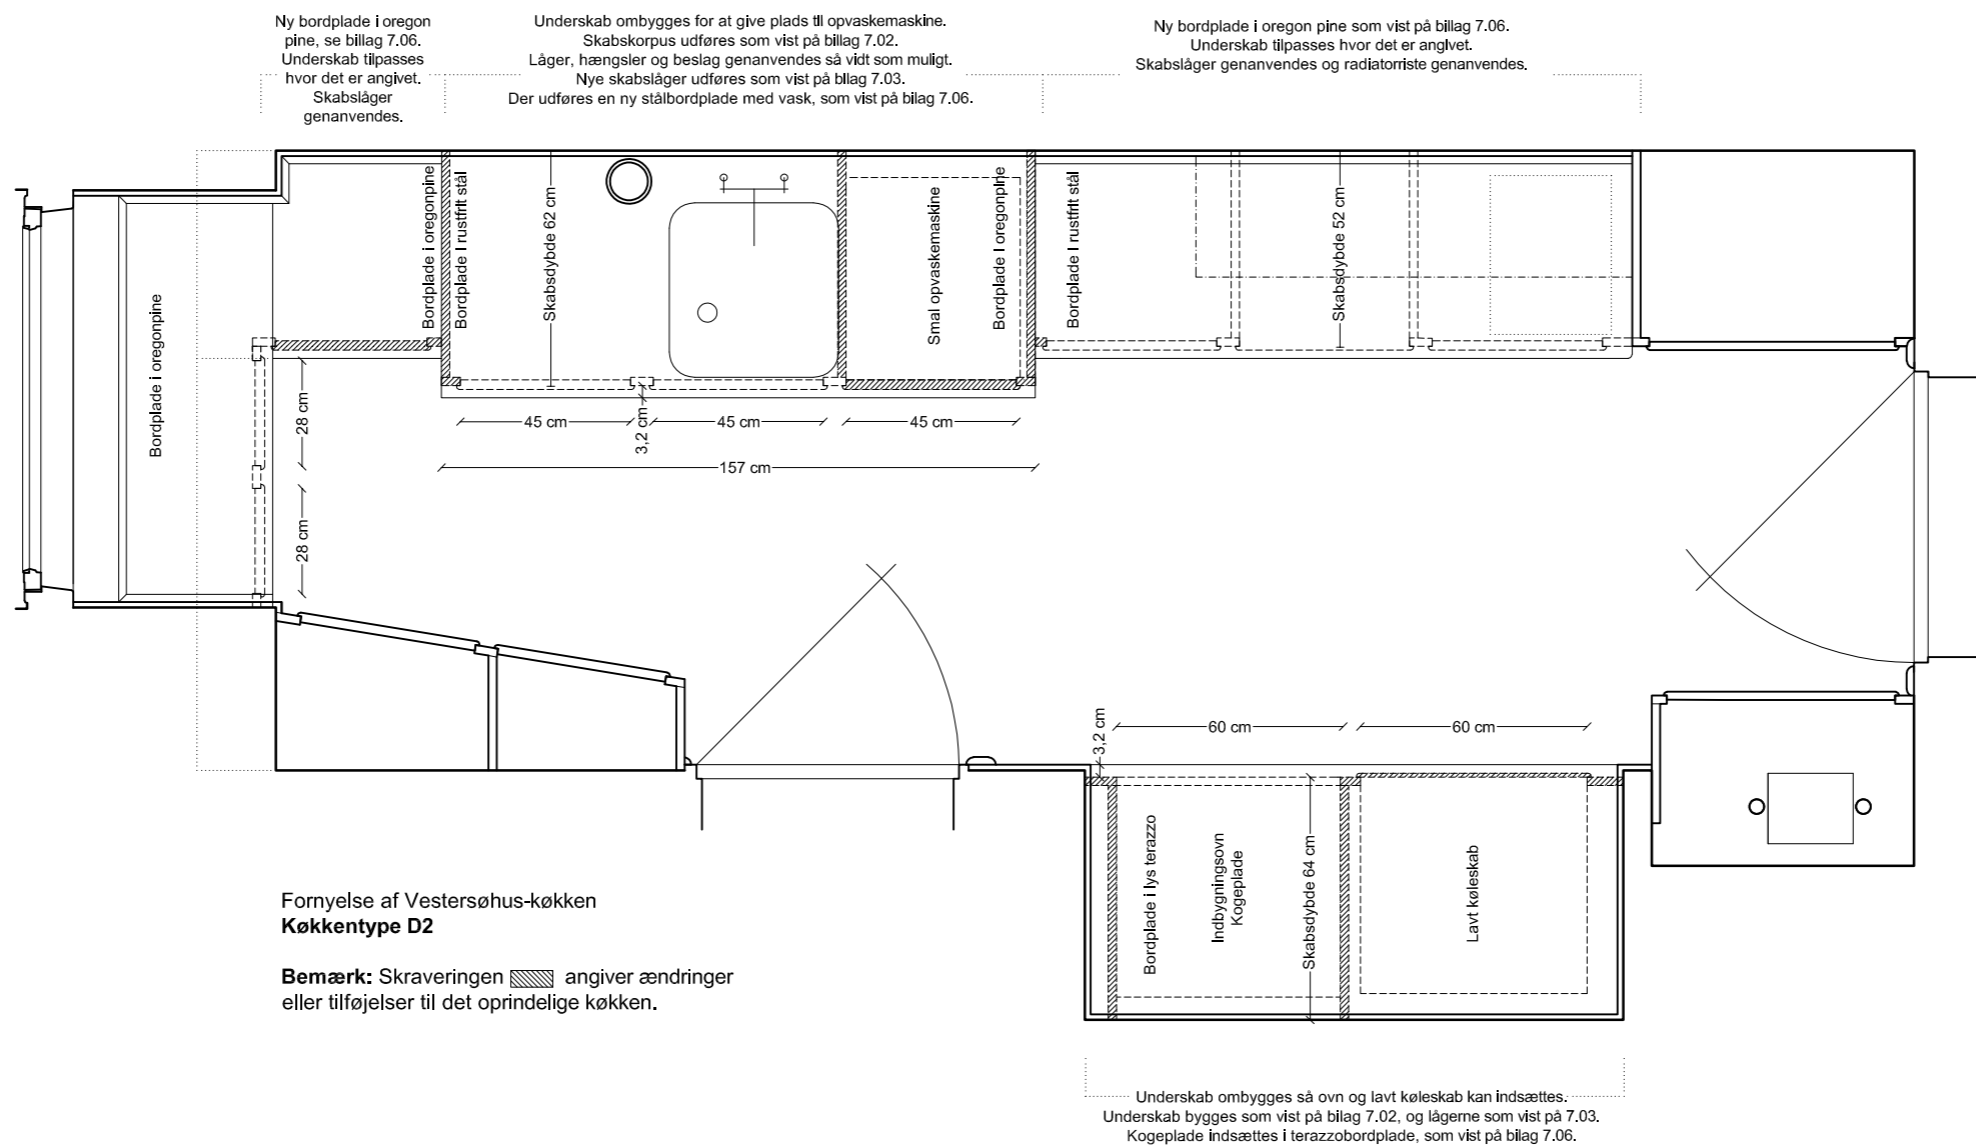 Ny bordplade i oregon
pine, se billag 7.06.
Underskab tilpasses
hvor det er angivet.
Skabslåger
genanvendes.
Underskab ombygges for at give plads til opvaskemaskine.
Skabskorpus udføres som vist på billag 7.02.
Låger, hængsler og beslag genanvendes så vidt som muligt.
Nye skabslåger udføres som vist på bilag 7.03.
Der udføres en ny stålbordplade med vask, som vist på bilag 7.06.
Ny bordplade i oregon pine som vist på bilag 7.06.
Underskab tilpasses hvor det er angivet.
Skabslåger genanvendes og radiatorriste genanvendes.
Bordplade i oregonpine
Bordplade i oregonpine
Bordplade i rustfrit stål
Skabsdybde 62 cm
Smal opvaskemaskine
Bordplade i oregonpine
Bordplade i rustfrit stål
Skabsdybde 52 cm
28 cm
28 cm
45 cm
3,2 cm
45 cm
45 cm
157 cm
3,2 cm
60 cm
60 cm
Bordplade i lys terazzo
Indbygningsovn
Kogeplade
Skabsdybde 64 cm
Lavt køleskab
Fornyelse af Vestersøhus-køkken
Køkkentype D2
Bemærk: Skraveringen angiver ændringer
eller tilføjelser til det oprindelige køkken.
Underskab ombygges så ovn og lavt køleskab kan indsættes.
Underskab bygges som vist på bilag 7.02, og lågerne som vist på 7.03.
Kogeplade indsættes i terazzobordplade, som vist på bilag 7.06.